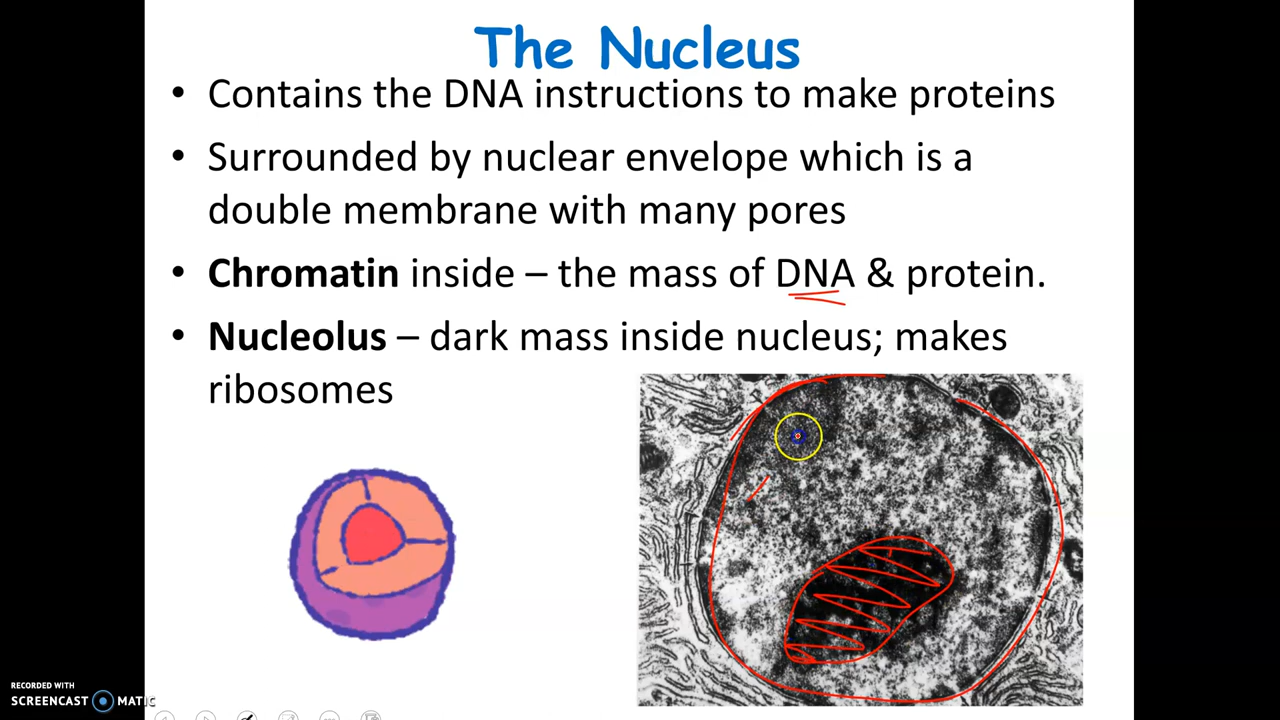 The Nucleus
• Contains the DNA instructions to make proteins
• Surrounded by nuclear envelope which is a
double membrane with many pores
• Chromatin inside – the mass of DNA & protein.
• Nucleolus – dark mass inside nucleus; makes
ribosomes
RECORDED WITH
SCREENCAST MATIC